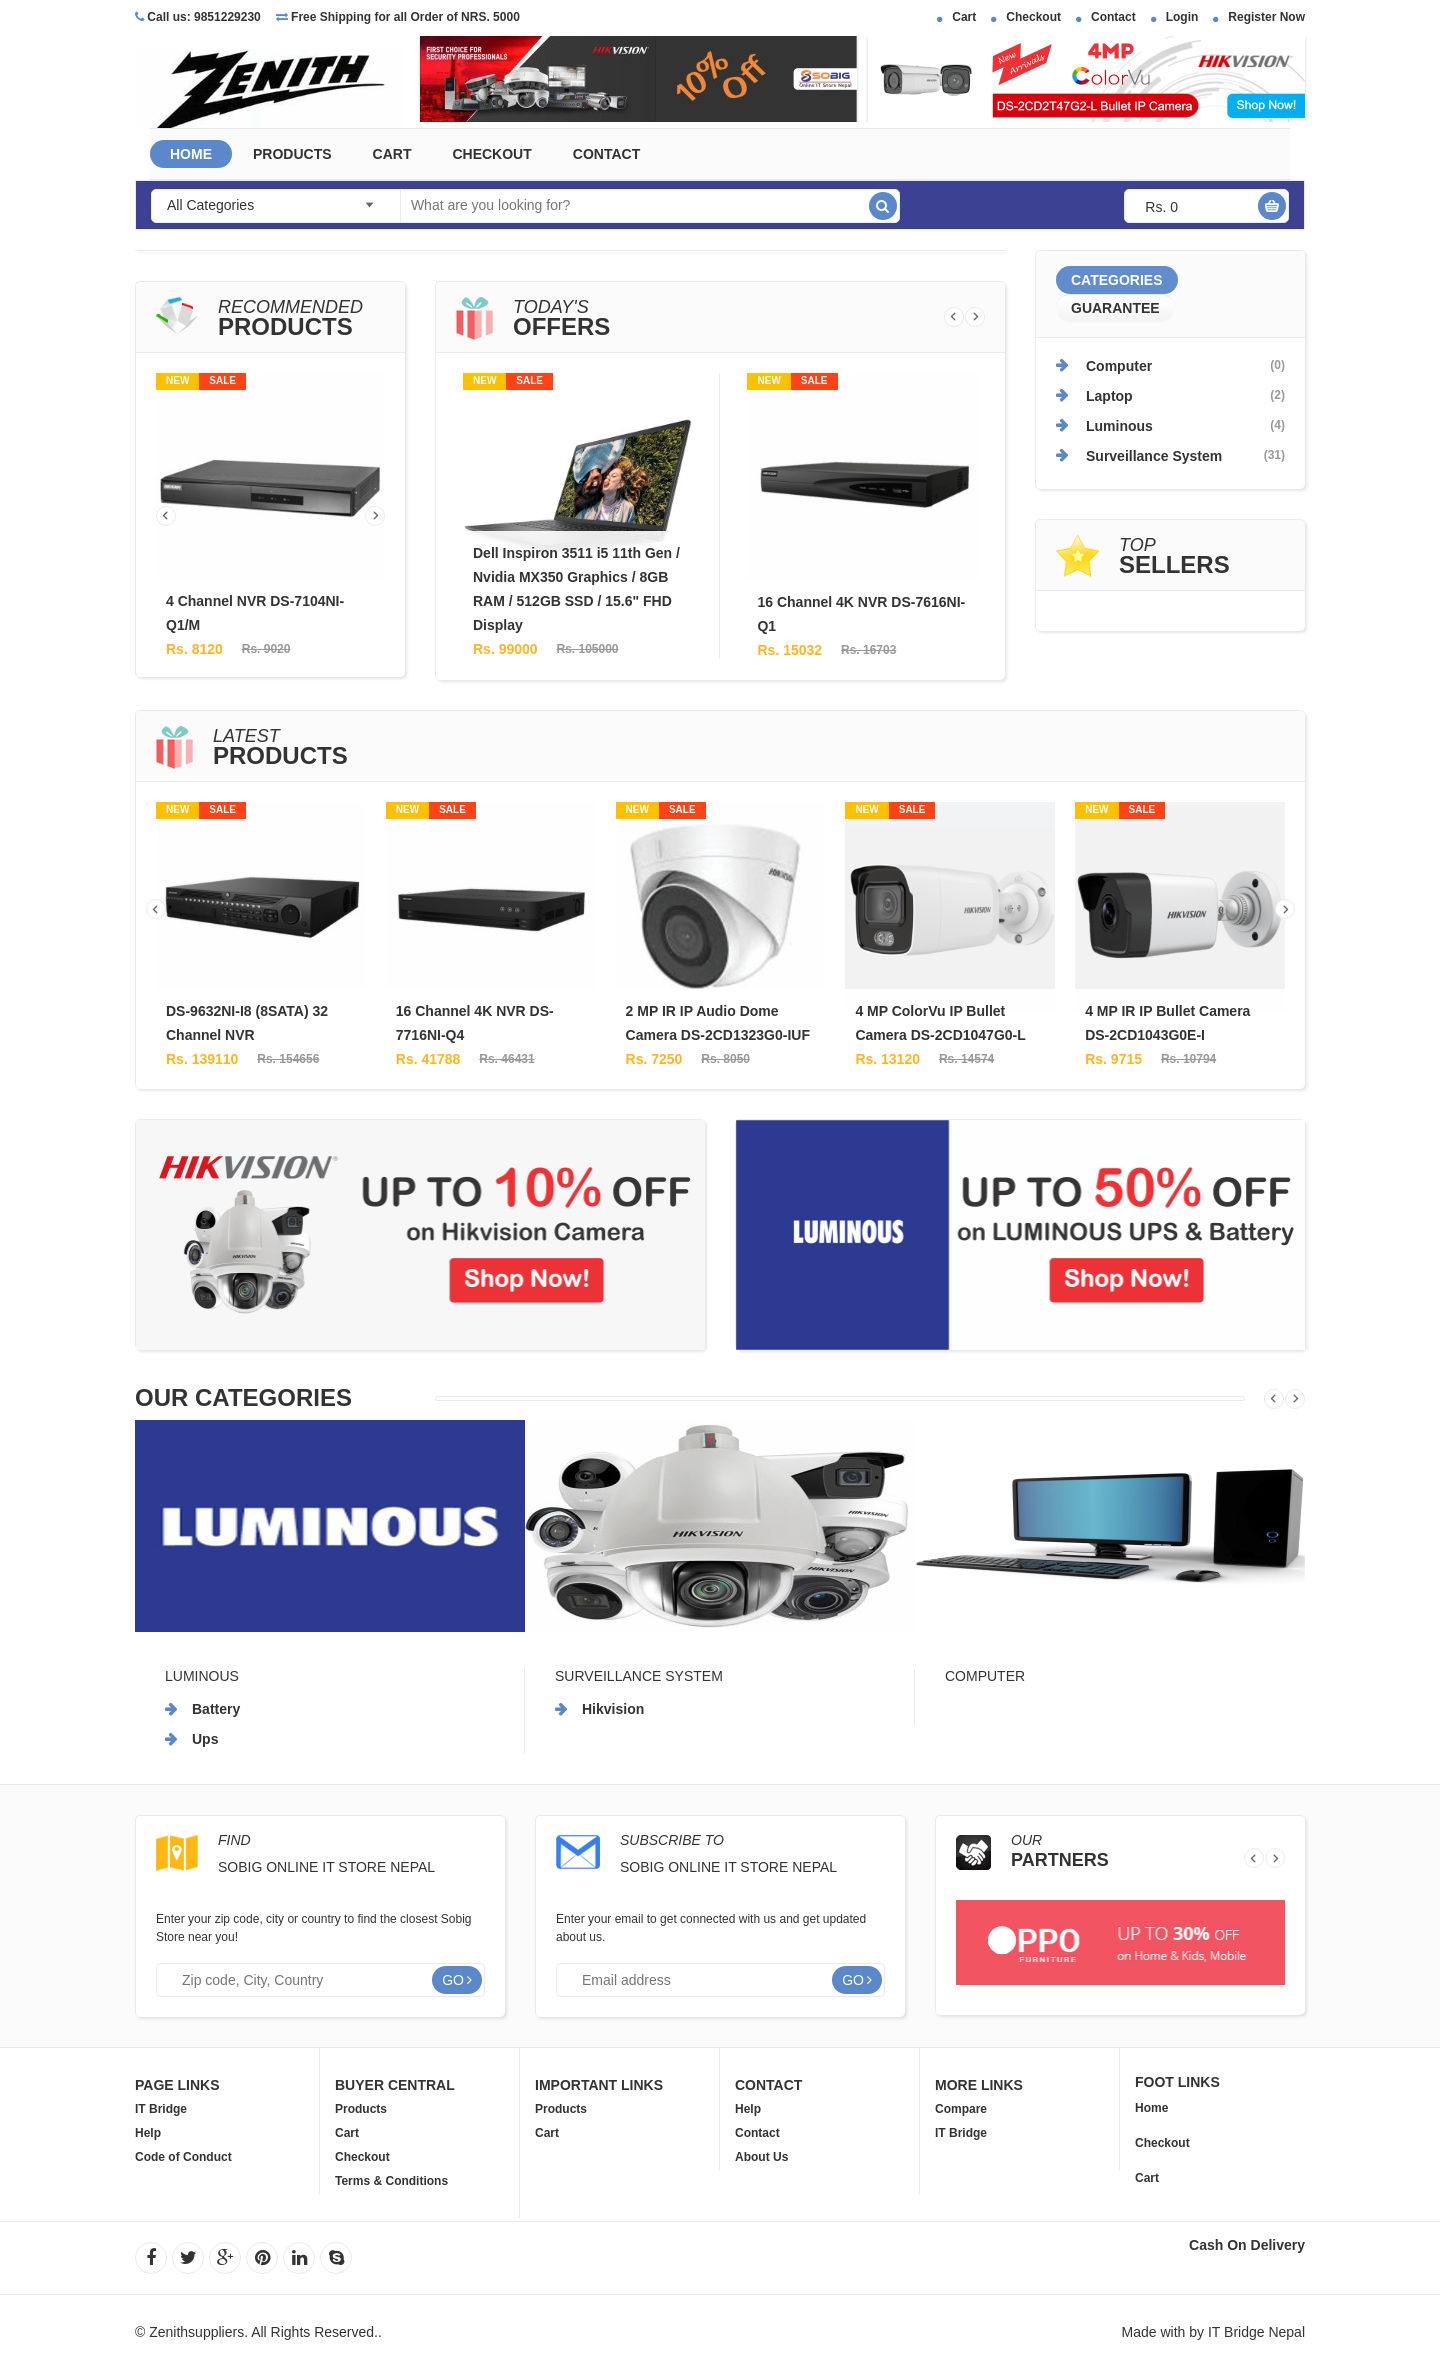 Call us: 9851229230
Free Shipping for all Order of NRS. 5000
Cart
Checkout
Contact
Login
Register Now
ZENITH
FIRST CHOICE FOR
SECURITY PROFESSIONALS
HIKVISION
10% Off
SOBIG
Online IT Store Nepal
New Arrivals
4MP
ColorVu
HIKVISION
DS-2CD2T47G2-L Bullet IP Camera
Shop Now!
HOME
PRODUCTS
CART
CHECKOUT
CONTACT
All Categories
What are you looking for?
Rs. 0
RECOMMENDED
PRODUCTS
NEW
SALE
4 Channel NVR DS-7104NI-
Q1/M
Rs. 8120
Rs. 9020
TODAY'S
OFFERS
NEW
SALE
Dell Inspiron 3511 i5 11th Gen /
Nvidia MX350 Graphics / 8GB
RAM / 512GB SSD / 15.6" FHD
Display
Rs. 99000
Rs. 105000
NEW
SALE
16 Channel 4K NVR DS-7616NI-
Q1
Rs. 15032
Rs. 16703
CATEGORIES
GUARANTEE
Computer (0)
Laptop (2)
Luminous (4)
Surveillance System (31)
TOP
SELLERS
LATEST
PRODUCTS
NEW
SALE
DS-9632NI-I8 (8SATA) 32
Channel NVR
Rs. 139110
Rs. 154656
NEW
SALE
16 Channel 4K NVR DS-
7716NI-Q4
Rs. 41788
Rs. 46431
NEW
SALE
HIKVISION
2 MP IR IP Audio Dome
Camera DS-2CD1323G0-IUF
Rs. 7250
Rs. 8050
NEW
SALE
HIKVISION
4 MP ColorVu IP Bullet
Camera DS-2CD1047G0-L
Rs. 13120
Rs. 14574
NEW
SALE
HIKVISION
4 MP IR IP Bullet Camera
DS-2CD1043G0E-I
Rs. 9715
Rs. 10794
HIKVISION
HIKVISION
UP TO 10% OFF
on Hikvision Camera
Shop Now!
LUMINOUS
UP TO 50% OFF
on LUMINOUS UPS & Battery
Shop Now!
OUR CATEGORIES
LUMINOUS
HIKVISION
HIKVISION
HIKVISION
LUMINOUS
Battery
Ups
SURVEILLANCE SYSTEM
Hikvision
COMPUTER
FIND
SOBIG ONLINE IT STORE NEPAL
Enter your zip code, city or country to find the closest Sobig
Store near you!
Zip code, City, Country
GO
SUBSCRIBE TO
SOBIG ONLINE IT STORE NEPAL
Enter your email to get connected with us and get updated
about us.
Email address
GO
OUR
PARTNERS
OPPO
FURNITURE
UP TO 30% OFF
on Home & Kids, Mobile
PAGE LINKS
IT Bridge
Help
Code of Conduct
BUYER CENTRAL
Products
Cart
Checkout
Terms & Conditions
IMPORTANT LINKS
Products
Cart
CONTACT
Help
Contact
About Us
MORE LINKS
Compare
IT Bridge
FOOT LINKS
Home
Checkout
Cart
Cash On Delivery
© Zenithsuppliers. All Rights Reserved..
Made with by IT Bridge Nepal